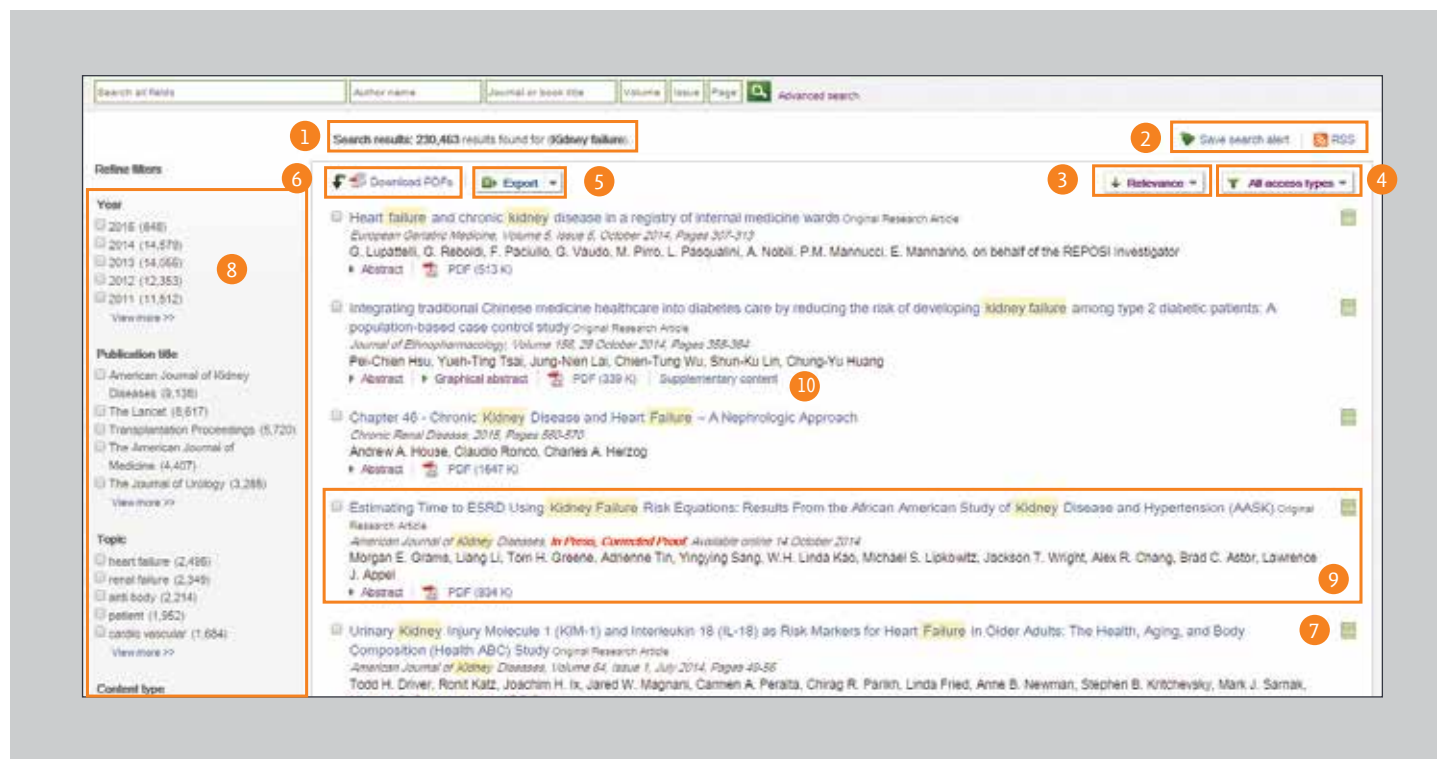 Search all fields
Author name
Journal or book title
Volume
Issue
Page
Advanced search
1
Search results: 230,463 results found for (Kidney failure).
2
Save search alert
RSS
Refine filters
6
Download PDFs
Export
5
3
Relevance
All access types
4
Year
2015 (848)
2014 (14,579)
2013 (14,056)
2012 (12,353)
2011 (11,512)
View more >>
8
Publication title
American Journal of Kidney
Diseases (9,136)
The Lancet (8,617)
Transplantation Proceedings (5,720)
The American Journal of
Medicine (4,407)
The Journal of Urology (3,288)
View more >>
Topic
heart failure (2,495)
renal failure (2,349)
anti body (2,214)
patient (1,952)
cardio vascular (1,684)
View more >>
Content type
Heart failure and chronic kidney disease in a registry of internal medicine wards Original Research Article
European Geriatric Medicine, Volume 5, Issue 5, October 2014, Pages 307-313
G. Lupattelli, G. Reboldi, F. Paciullo, G. Vaudo, M. Pirro, L. Pasqualini, A. Nobili, P.M. Mannucci, E. Mannarino, on behalf of the REPOSI Investigator
Abstract
PDF (513 K)
Integrating traditional Chinese medicine healthcare into diabetes care by reducing the risk of developing kidney failure among type 2 diabetic patients: A
population-based case control study Original Research Article
Journal of Ethnopharmacology, Volume 156, 28 October 2014, Pages 358-364
Pei-Chien Hsu, Yueh-Ting Tsai, Jung-Nien Lai, Chien-Tung Wu, Shun-Ku Lin, Chung-Yu Huang
Abstract
Graphical abstract
PDF (339 K)
Supplementary content
10
Chapter 46 - Chronic Kidney Disease and Heart Failure – A Nephrologic Approach
Chronic Renal Disease, 2015, Pages 560-570
Andrew A. House, Claudio Ronco, Charles A. Herzog
Abstract
PDF (1647 K)
Estimating Time to ESRD Using Kidney Failure Risk Equations: Results From the African American Study of Kidney Disease and Hypertension (AASK) Original
Research Article
American Journal of Kidney Diseases, In Press, Corrected Proof, Available online 14 October 2014
Morgan E. Grams, Liang Li, Tom H. Greene, Adrienne Tin, Yingying Sang, W.H. Linda Kao, Michael S. Lipkowitz, Jackson T. Wright, Alex R. Chang, Brad C. Astor, Lawrence
J. Appel
9
Abstract
PDF (934 K)
Urinary Kidney Injury Molecule 1 (KIM-1) and Interleukin 18 (IL-18) as Risk Markers for Heart Failure in Older Adults: The Health, Aging, and Body
7
Composition (Health ABC) Study Original Research Article
American Journal of Kidney Diseases, Volume 64, Issue 1, July 2014, Pages 49-56
Todd H. Driver, Ronit Katz, Joachim H. Ix, Jared W. Magnani, Carmen A. Peralta, Chirag R. Parikh, Linda Fried, Anne B. Newman, Stephen B. Kritchevsky, Mark J. Sarnak,